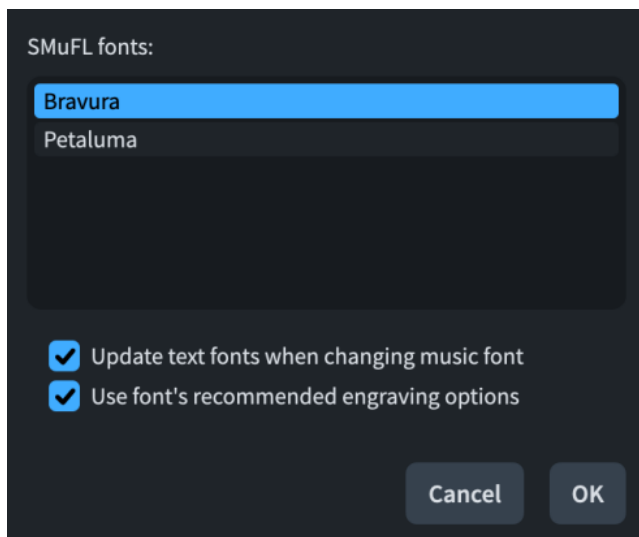 SMuFL fonts:
Bravura
Petaluma
Update text fonts when changing music font
Use font's recommended engraving options
Cancel OK